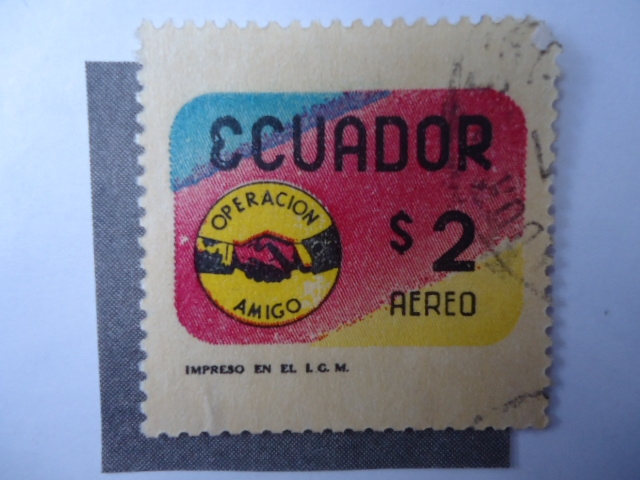 ECUADOR
OPERACION
AMIGO
$2
AEREO
IMPRESO EN EL I. G. M.